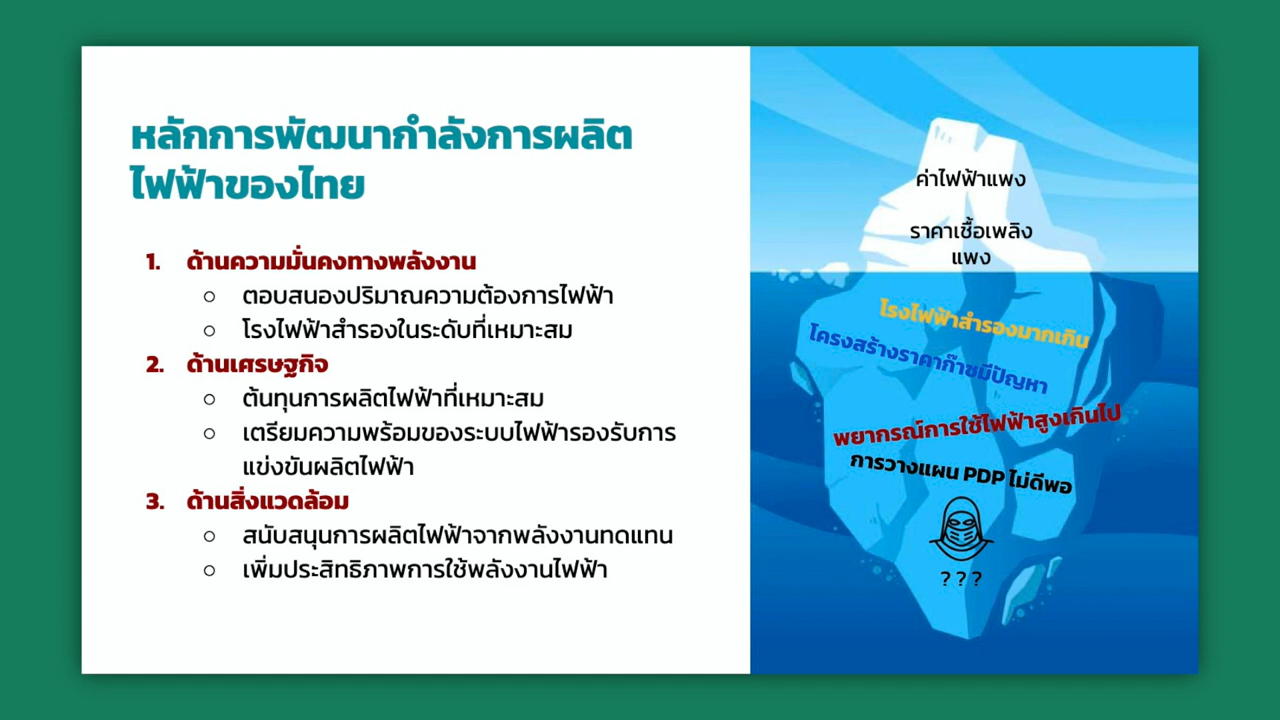 หลักการพัฒนากำลังการผลิต
ไฟฟ้าของไทย
1. ด้านความมั่นคงทางพลังงาน
○ ตอบสนองปริมาณความต้องการไฟฟ้า
○ โรงไฟฟ้าสำรองในระดับที่เหมาะสม
2. ด้านเศรษฐกิจ
○ ต้นทุนการผลิตไฟฟ้าที่เหมาะสม
○ เตรียมความพร้อมของระบบไฟฟ้ารองรับการ
แข่งขันผลิตไฟฟ้า
3. ด้านสิ่งแวดล้อม
○ สนับสนุนการผลิตไฟฟ้าจากพลังงานทดแทน
○ เพิ่มประสิทธิภาพการใช้พลังงานไฟฟ้า
ค่าไฟฟ้าแพง
ราคาเชื้อเพลิง
แพง
โรงไฟฟ้าสำรองมากเกิน
โครงสร้างราคาก๊าซมีปัญหา
พยากรณ์การใช้ไฟฟ้าสูงเกินไป
การวางแผน PDP ไม่ดีพอ
? ? ?